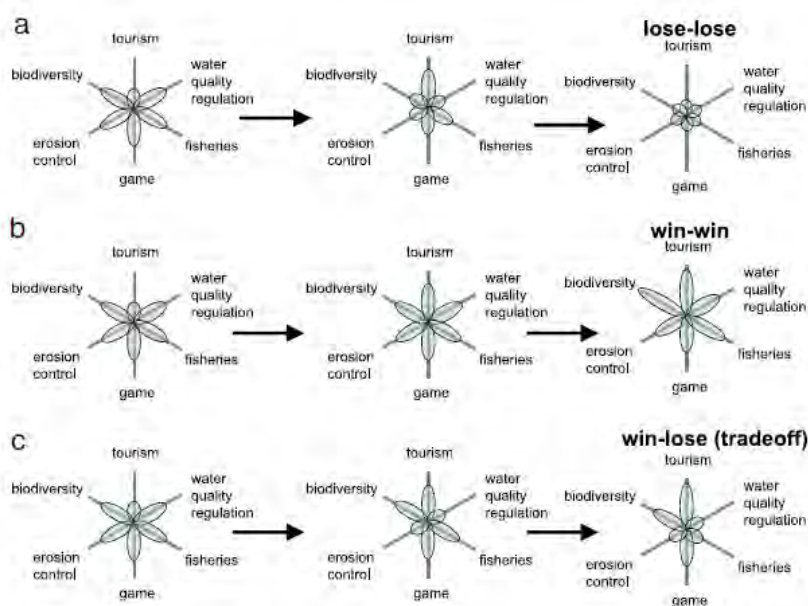 a
lose-lose
tourism
tourism
tourism
biodiversity
water
quality
regulation
biodiversity
water
quality
regulation
biodiversity
water
quality
regulation
erosion
control
fisheries
erosion
control
fisheries
erosion
control
fisheries
game
game
game
b
win-win
tourism
tourism
tourism
biodiversity
water
quality
regulation
biodiversity
water
quality
regulation
biodiversity
water
quality
regulation
erosion
control
fisheries
erosion
control
fisheries
erosion
control
fisheries
game
game
game
c
win-lose (tradeoff)
tourism
tourism
tourism
biodiversity
water
quality
regulation
biodiversity
water
quality
regulation
biodiversity
water
quality
regulation
erosion
control
fisheries
erosion
control
fisheries
erosion
control
fisheries
game
game
game